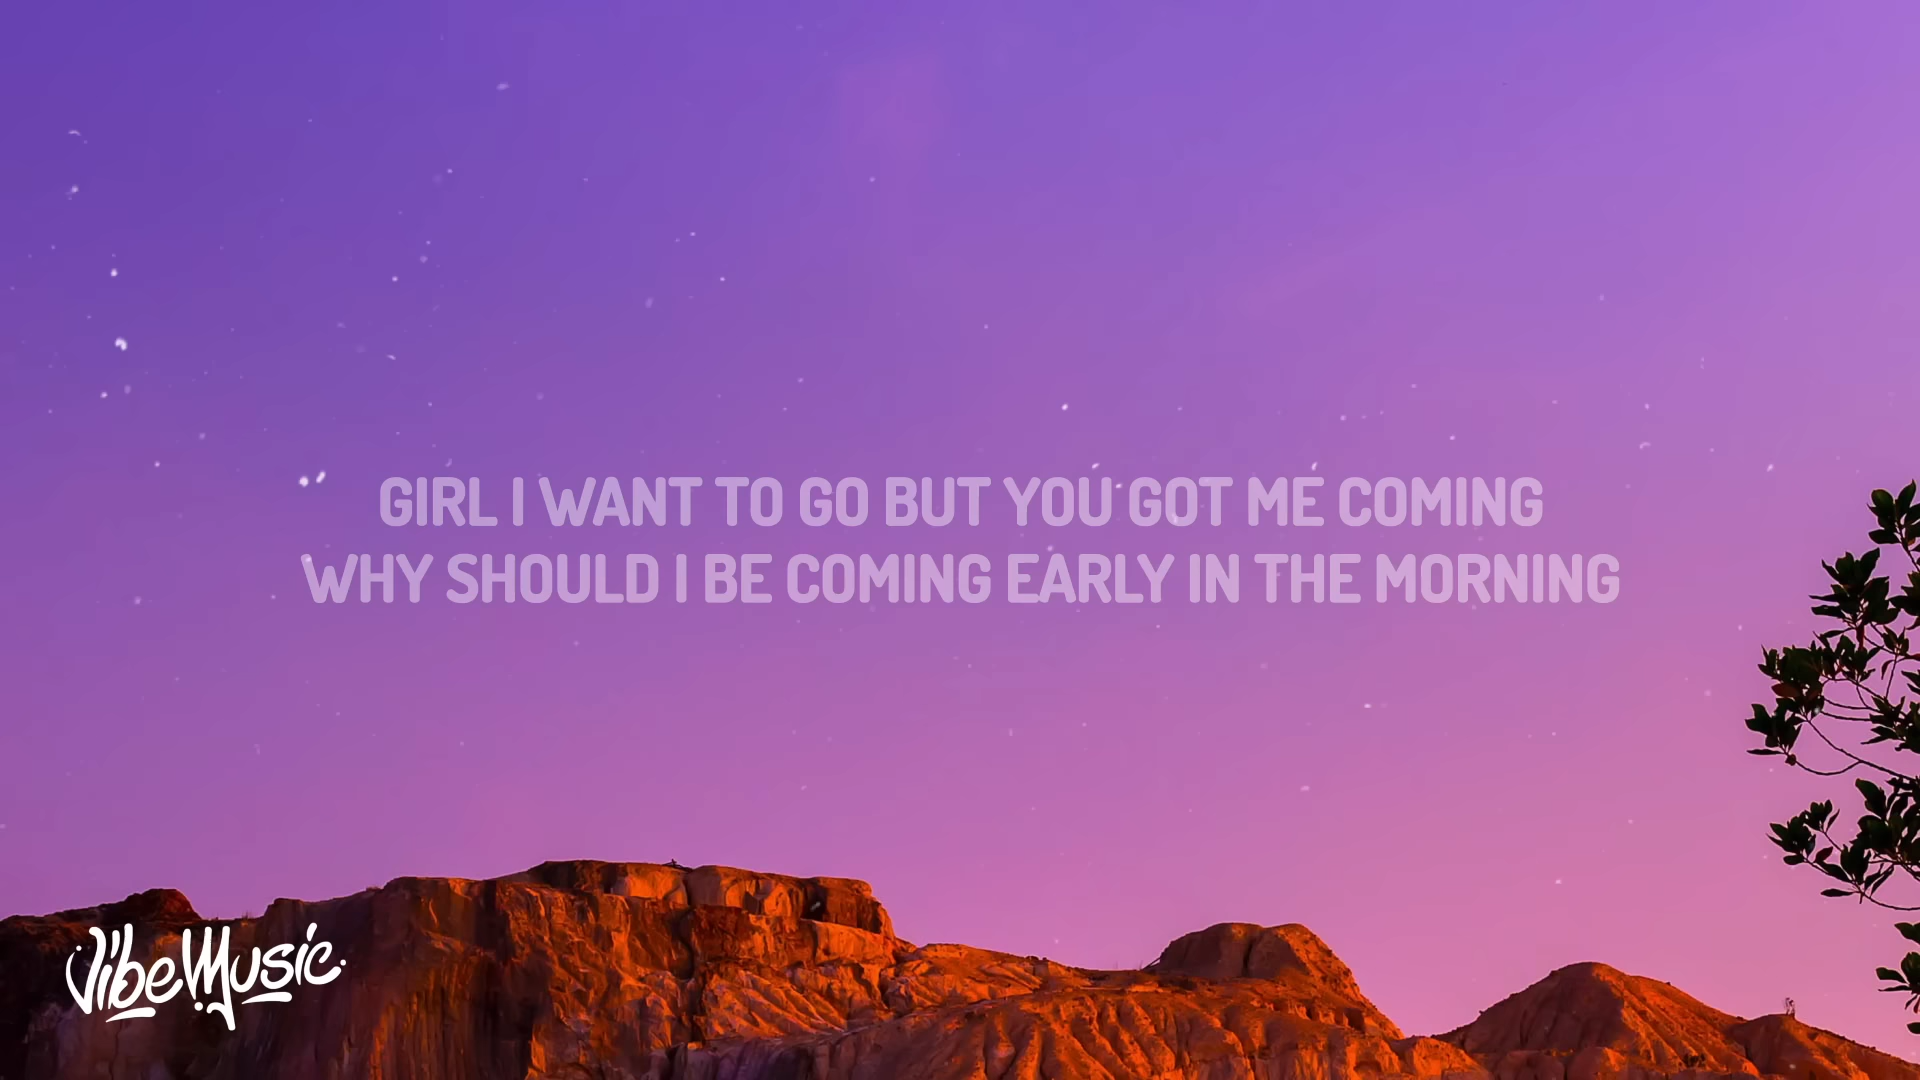 GIRL I WANT TO GO BUT YOU GOT ME COMING
WHY SHOULD I BE COMING EARLY IN THE MORNING
VibeMusic